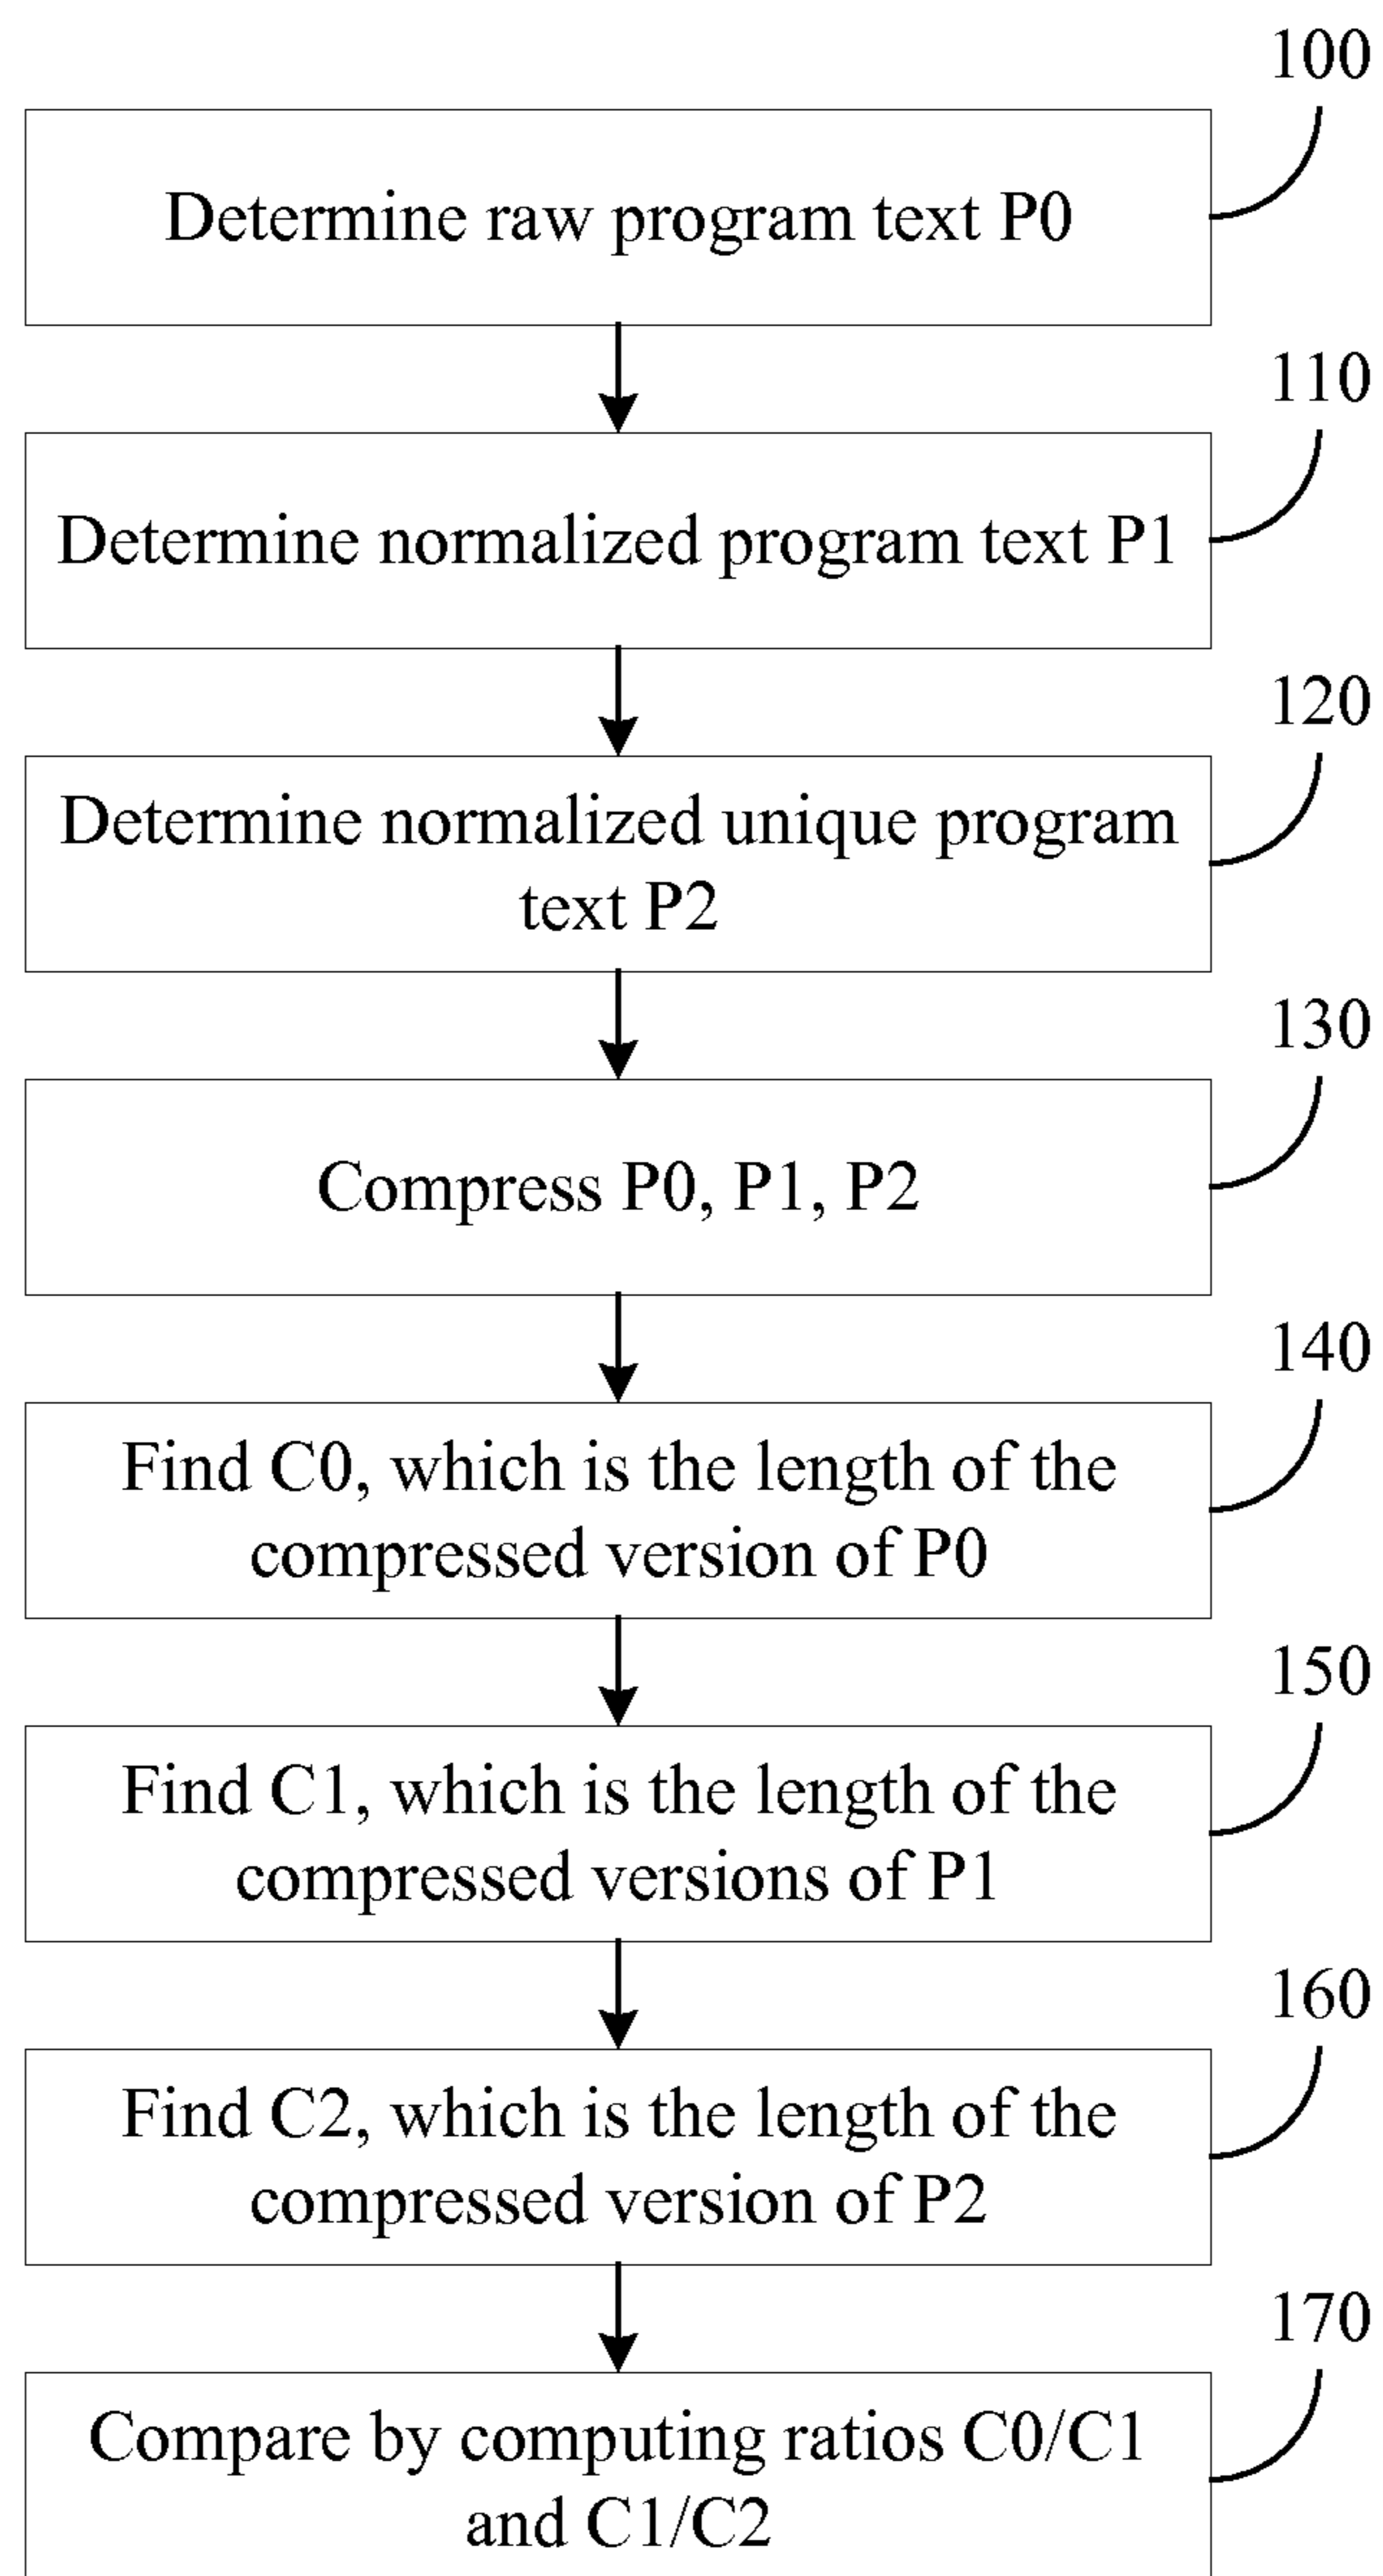 100
Determine raw program text P0
110
Determine normalized program text P1
120
Determine normalized unique program
text P2
130
Compress P0, P1, P2
140
Find C0, which is the length of the
compressed version of P0
150
Find C1, which is the length of the
compressed versions of P1
160
Find C2, which is the length of the
compressed version of P2
170
Compare by computing ratios C0/C1
and C1/C2